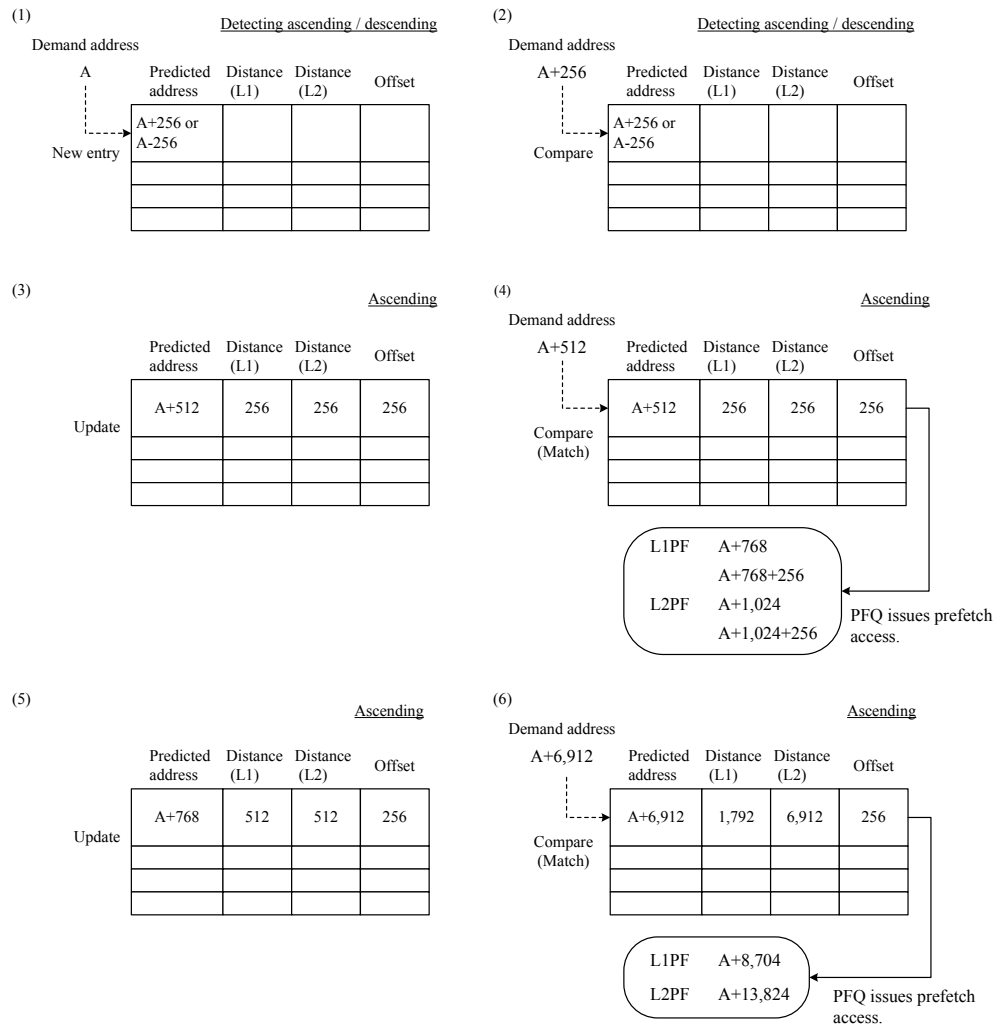 (1)
Detecting ascending / descending
Demand address
A
Predicted address
Distance (L1)
Distance (L2)
Offset
A+256 or
A-256
New entry
(2)
Detecting ascending / descending
Demand address
A+256
Predicted address
Distance (L1)
Distance (L2)
Offset
A+256 or
A-256
Compare
(3)
Ascending
Predicted address
Distance (L1)
Distance (L2)
Offset
Update
A+512 256 256 256
(4)
Ascending
Demand address
A+512
Predicted address
Distance (L1)
Distance (L2)
Offset
A+512 256 256 256
Compare
(Match)
L1PF A+768
A+768+256
L2PF A+1,024
A+1,024+256
PFQ issues prefetch
access.
(5)
Ascending
Predicted address
Distance (L1)
Distance (L2)
Offset
Update
A+768 512 512 256
(6)
Ascending
Demand address
A+6,912
Predicted address
Distance (L1)
Distance (L2)
Offset
A+6,912 1,792 6,912 256
Compare
(Match)
L1PF A+8,704
L2PF A+13,824
PFQ issues prefetch
access.